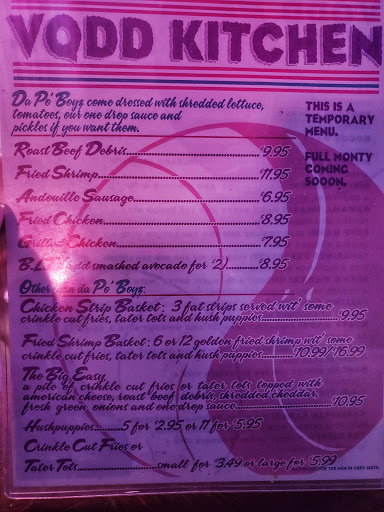 VODD KITCHEN
Da Po' Boyz come dressed with shredded lettuce,
tomatoes, our one drop sauce and
pickles if you want them.
THIS IS A
TEMPORARY
MENU.
FULL MONTY
COMING
SOOON.
Roast Beef Debris $9.95
Fried Shrimp $11.95
Andouille Sausage $6.95
Fried Chicken $8.95
Grilled Chicken $7.95
smashed avocado for $2) $8.95
Other than da Po' Boyz:
Chicken Strip Basket: 3 fat strips served wit' some
crinkle cut fries, tater tots and hush puppies $9.95
Fried Shrimp Basket: 6 or 12 golden fried shrimp wit' some
crinkle cut fries, tater tots and hush puppies 10.99/16.99
The Big Easy
a pile of crinkle cut fries or tater tots topped with
american cheese, roast beef debris, shredded cheddar,
fresh green onions and one drop sauce $10.95
Hushpuppies 5 for $2.95 or 11 for $5.95
Crinkle Cut Fries or
Tater Tots small for $3.49 or large for $5.99